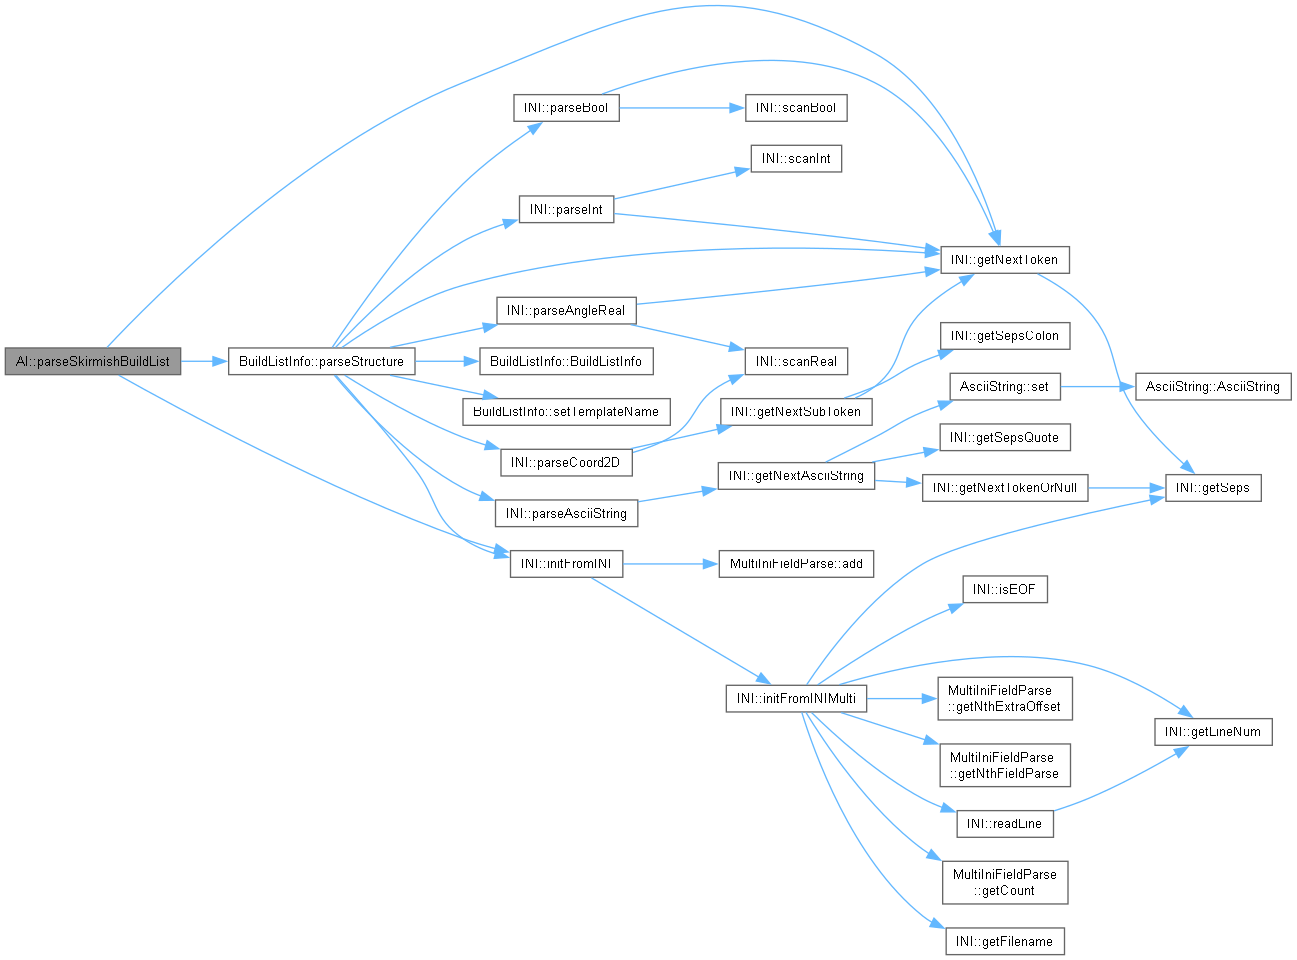 AI::parseSkirmishBuildList
BuildListInfo::parseStructure
INI::parseBool
INI::scanBool
INI::scanInt
INI::parseInt
INI::getNextToken
INI::parseAngleReal
INI::getSepsColon
BuildListInfo::BuildListInfo
INI::scanReal
AsciiString::set
AsciiString::AsciiString
BuildListInfo::setTemplateName
INI::getNextSubToken
INI::getSepsQuote
INI::parseCoord2D
INI::getNextAsciiString
INI::getNextTokenOrNull
INI::getSeps
INI::parseAsciiString
INI::initFromINI
MultiIniFieldParse::add
INI::isEOF
INI::initFromINIMulti
MultiIniFieldParse
::getNthExtraOffset
INI::getLineNum
MultiIniFieldParse
::getNthFieldParse
INI::readLine
MultiIniFieldParse
::getCount
INI::getFilename